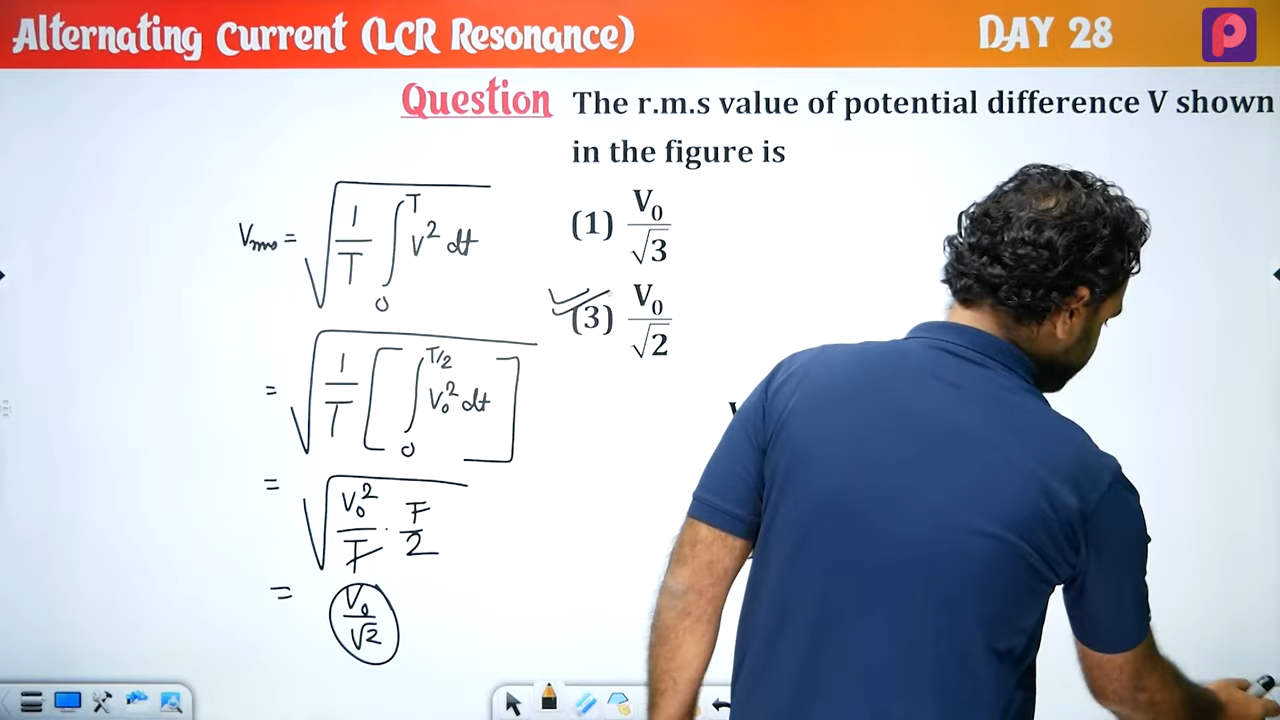 Alternating Current (LCR Resonance)
DAY 28
Question The r.m.s value of potential difference V shown
in the figure is
(1) V₀/√3
(3) V₀/√2
Vrms = √(1/T ∫₀ᵀ V² dt)
= √(1/T [∫₀^(T/2) V₀² dt])
= √(V₀²/T · T/2)
= V₀/√2